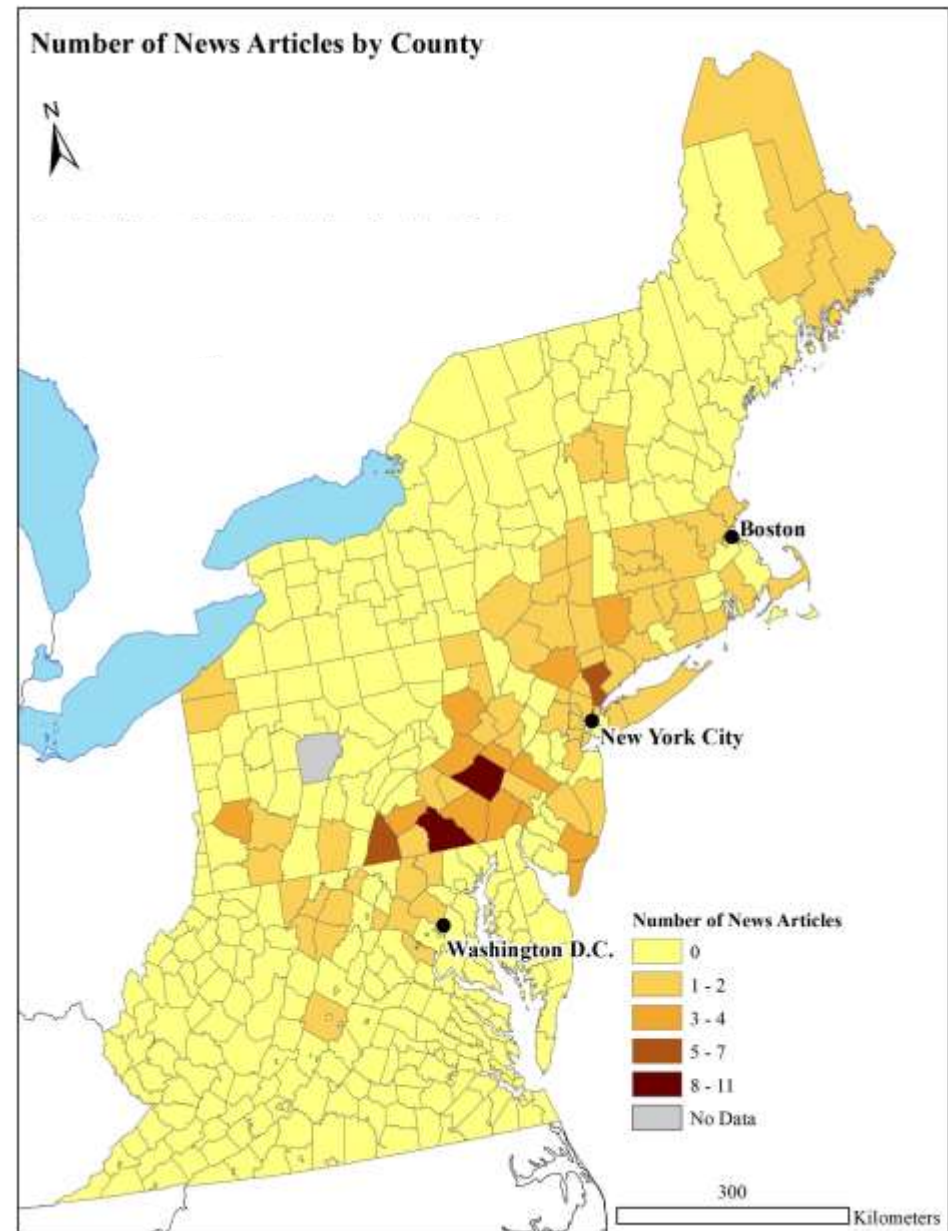 Number of News Articles by County
N
Boston
New York City
Washington D.C.
Number of News Articles
0
1 - 2
3 - 4
5 - 7
8 - 11
No Data
300
Kilometers